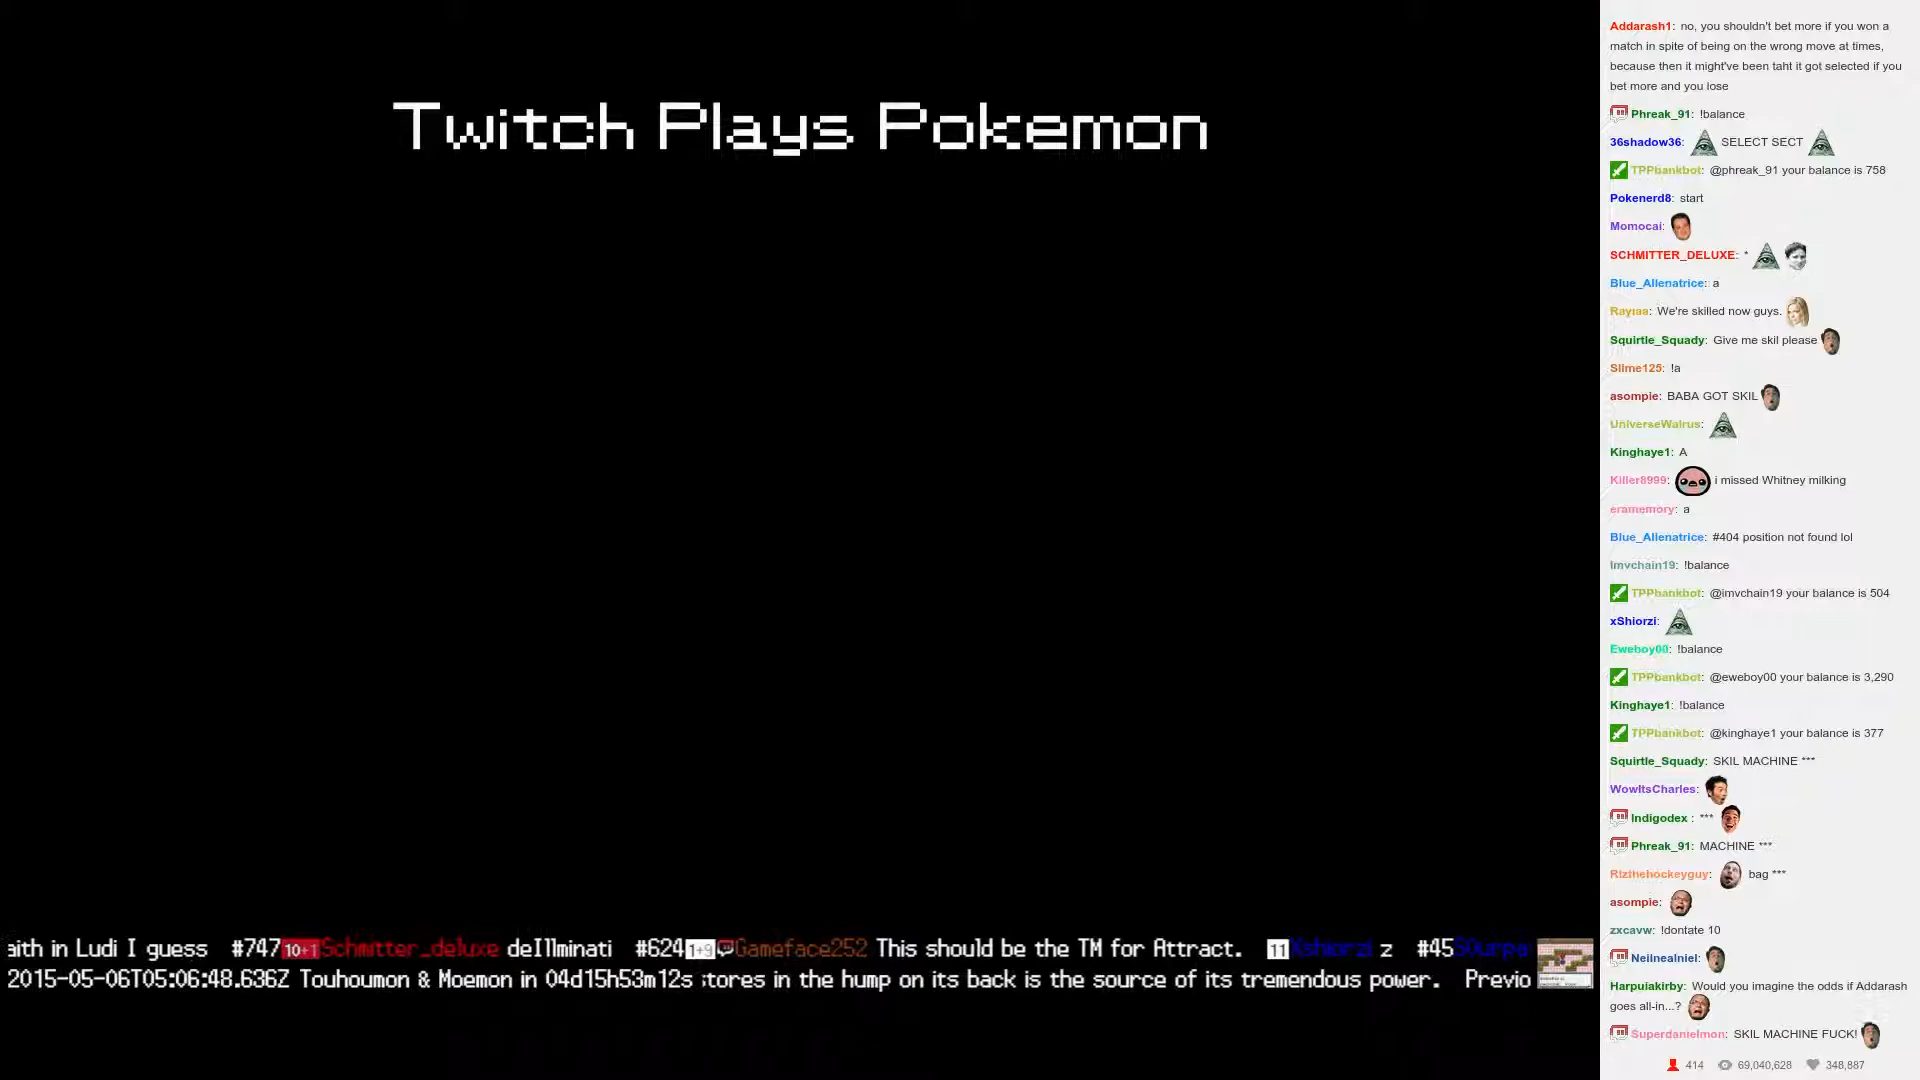 Twitch Plays Pokemon
aith in Ludi I guess #747 10+1 Schmitter_deluxe deIllminati #624 1+9 Gameface252 This should be the TM for Attract. 11 Xshiorzi z #45
2015-05-06T05:06:48.636Z Touhoumon & Moemon in 04d15h53m12s stores in the hump on its back is the source of its tremendous power. Previo
Addarash1: no, you shouldn't bet more if you won a
match in spite of being on the wrong move at times,
because then it might've been taht it got selected if you
bet more and you lose
Phreak_91: !balance
36shadow36: SELECT SECT
TPPbankbot: @phreak_91 your balance is 758
Pokenerd8: start
Momocai:
SCHMITTER_DELUXE: *
Blue_Allenatrice: a
Rayiaa: We're skilled now guys.
Squirtle_Squady: Give me skil please
Slime125: !a
asompie: BABA GOT SKIL
UniverseWalrus:
Kinghaye1: A
Killer8999: i missed Whitney milking
eramemory: a
Blue_Allenatrice: #404 position not found lol
Imvchain19: !balance
TPPbankbot: @imvchain19 your balance is 504
xShiorzi:
Eweboy00: !balance
TPPbankbot: @eweboy00 your balance is 3,290
Kinghaye1: !balance
TPPbankbot: @kinghaye1 your balance is 377
Squirtle_Squady: SKIL MACHINE ***
WowItsCharles:
Indigodex : ***
Phreak_91: MACHINE ***
Rizthehockeyguy: bag ***
asompie:
zxcavw: !dontate 10
Neilnealniel:
Harpuiakirby: Would you imagine the odds if Addarash
goes all-in...?
Superdanielmon: SKIL MACHINE FUCK!
414 69,040,628 348,887